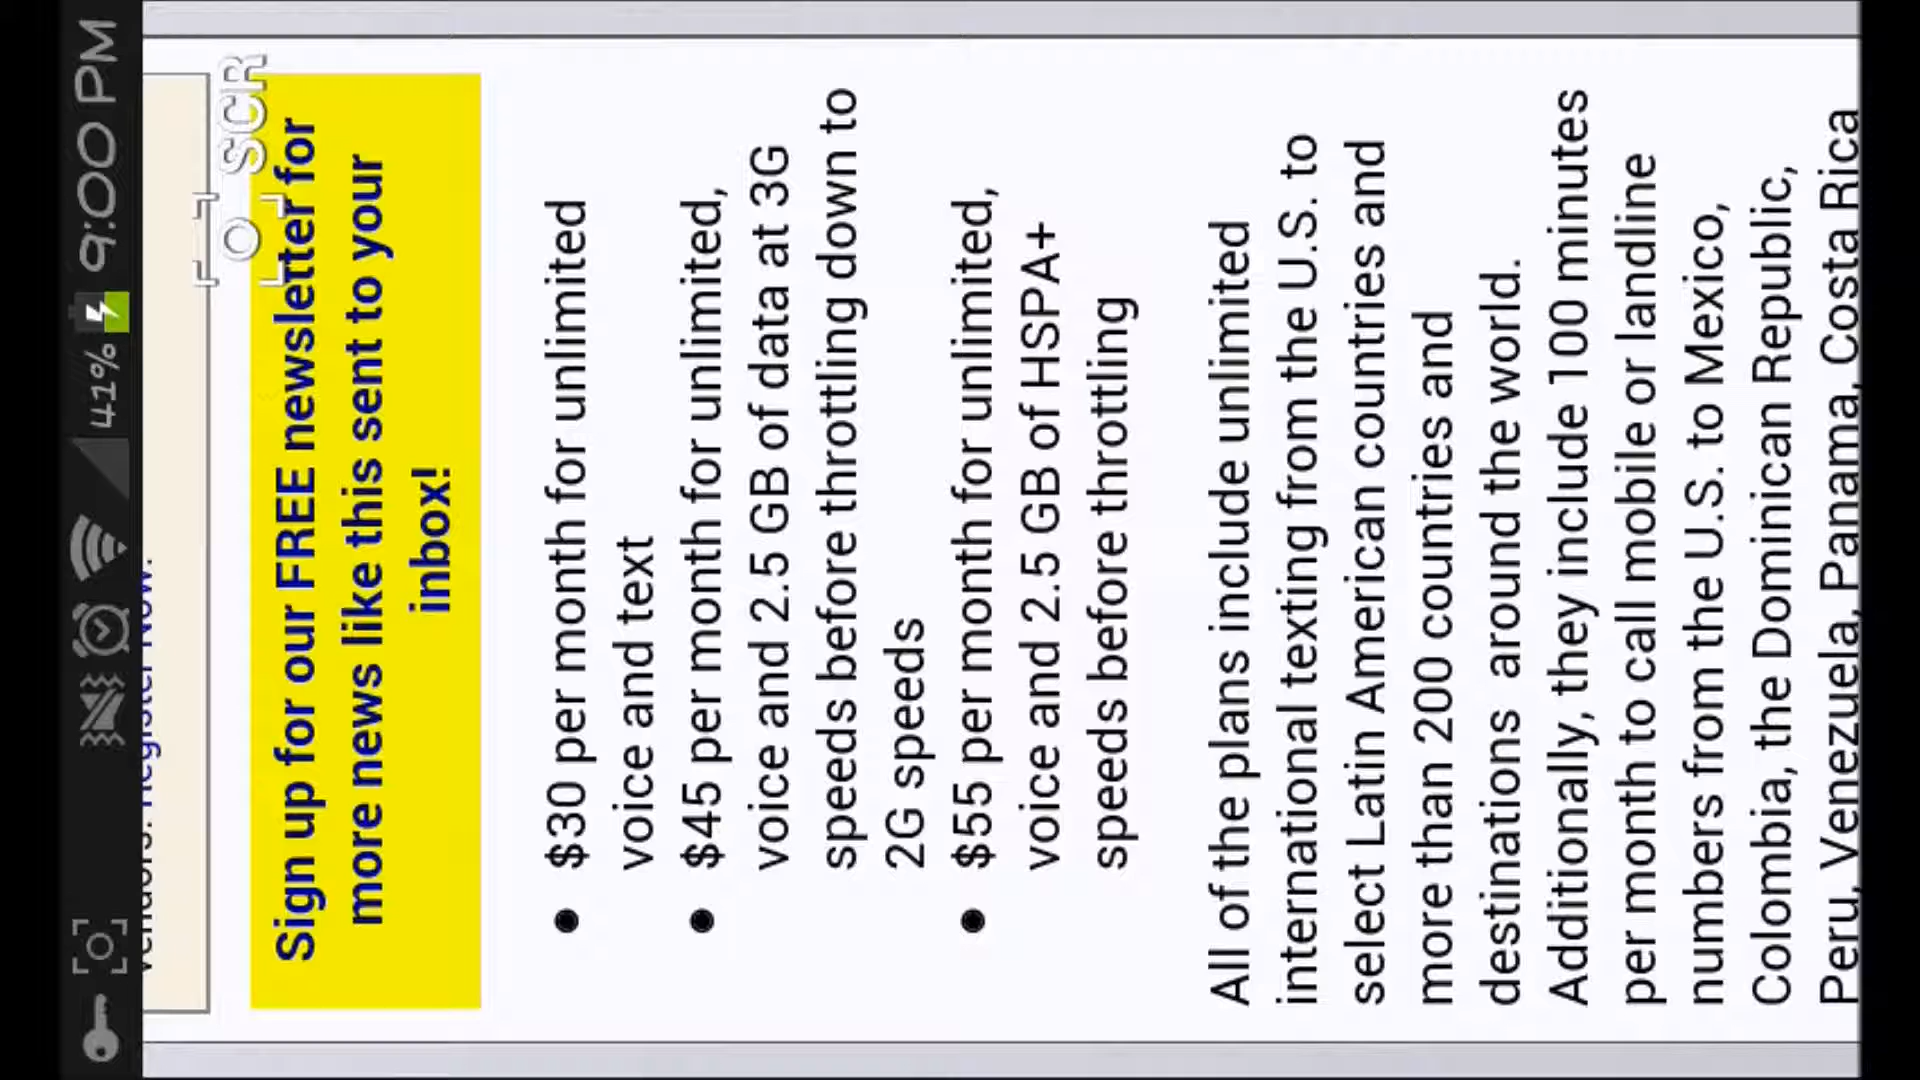 9:00 PM
41%
SCR
Vendors: Register Now.
Sign up for our FREE newsletter for
more news like this sent to your
inbox!
$30 per month for unlimited
voice and text
$45 per month for unlimited,
voice and 2.5 GB of data at 3G
speeds before throttling down to
2G speeds
$55 per month for unlimited,
voice and 2.5 GB of HSPA+
speeds before throttling
All of the plans include unlimited
international texting from the U.S. to
select Latin American countries and
more than 200 countries and
destinations around the world.
Additionally, they include 100 minutes
per month to call mobile or landline
numbers from the U.S. to Mexico,
Colombia, the Dominican Republic,
Peru, Venezuela, Panama, Costa Rica